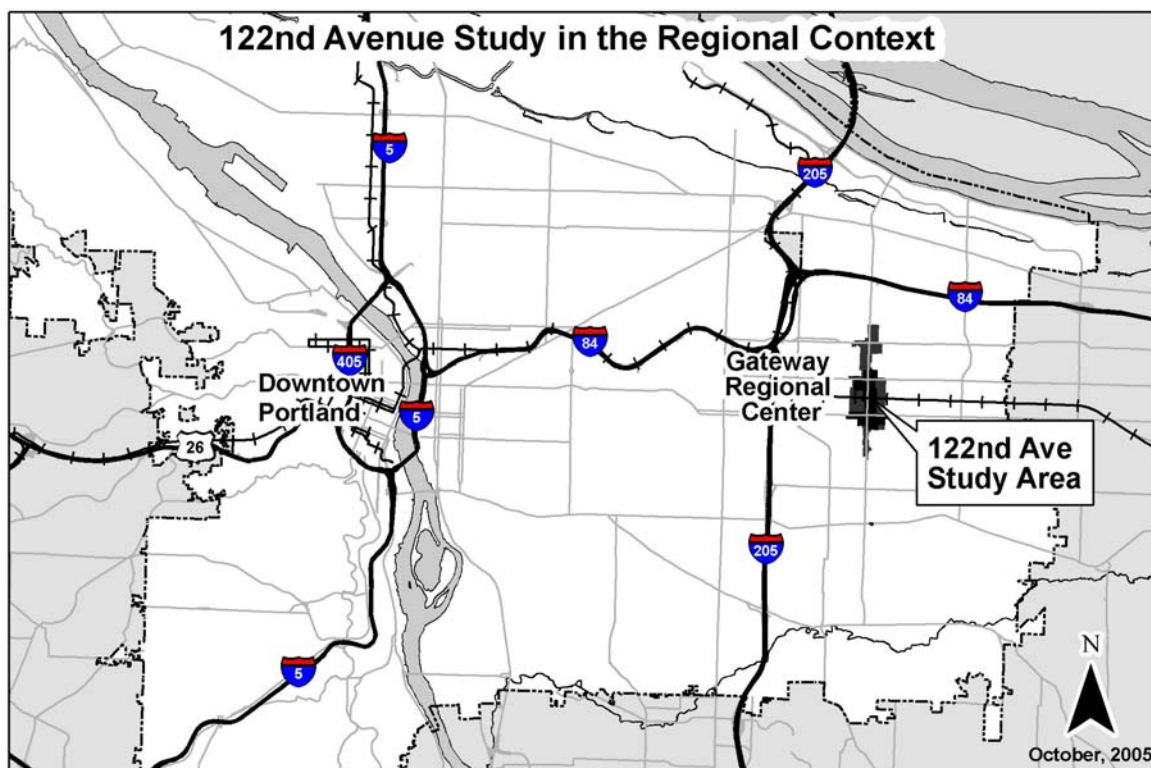 122nd Avenue Study in the Regional Context
5
205
84
84
405
Downtown
Portland
Gateway
Regional
Center
5
26
122nd Ave
Study Area
205
5
N
October, 2005